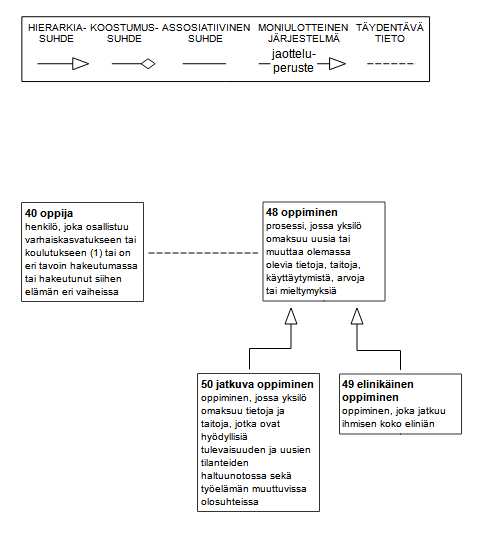 HIERARKIA-
SUHDE
KOOSTUMUS-
SUHDE
ASSOSIATIIVINEN
SUHDE
MONIULOTTEINEN
JÄRJESTELMÄ
jaottelu-
peruste
TÄYDENTÄVÄ
TIETO
40 oppija
henkilö, joka osallistuu
varhaiskasvatukseen tai
koulutukseen (1) tai on
eri tavoin hakeutumassa
tai hakeutunut siihen
elämän eri vaiheissa
48 oppiminen
prosessi, jossa yksilö
omaksuu uusia tai
muuttaa olemassa
olevia tietoja, taitoja,
käyttäytymistä, arvoja
tai mieltymyksiä
50 jatkuva oppiminen
oppiminen, jossa yksilö
omaksuu tietoja ja
taitoja, jotka ovat
hyödyllisiä
tulevaisuuden ja uusien
tilanteiden
haltuunotossa sekä
työelämän muuttuvissa
olosuhteissa
49 elinikäinen
oppiminen
oppiminen, joka jatkuu
ihmisen koko eliniän